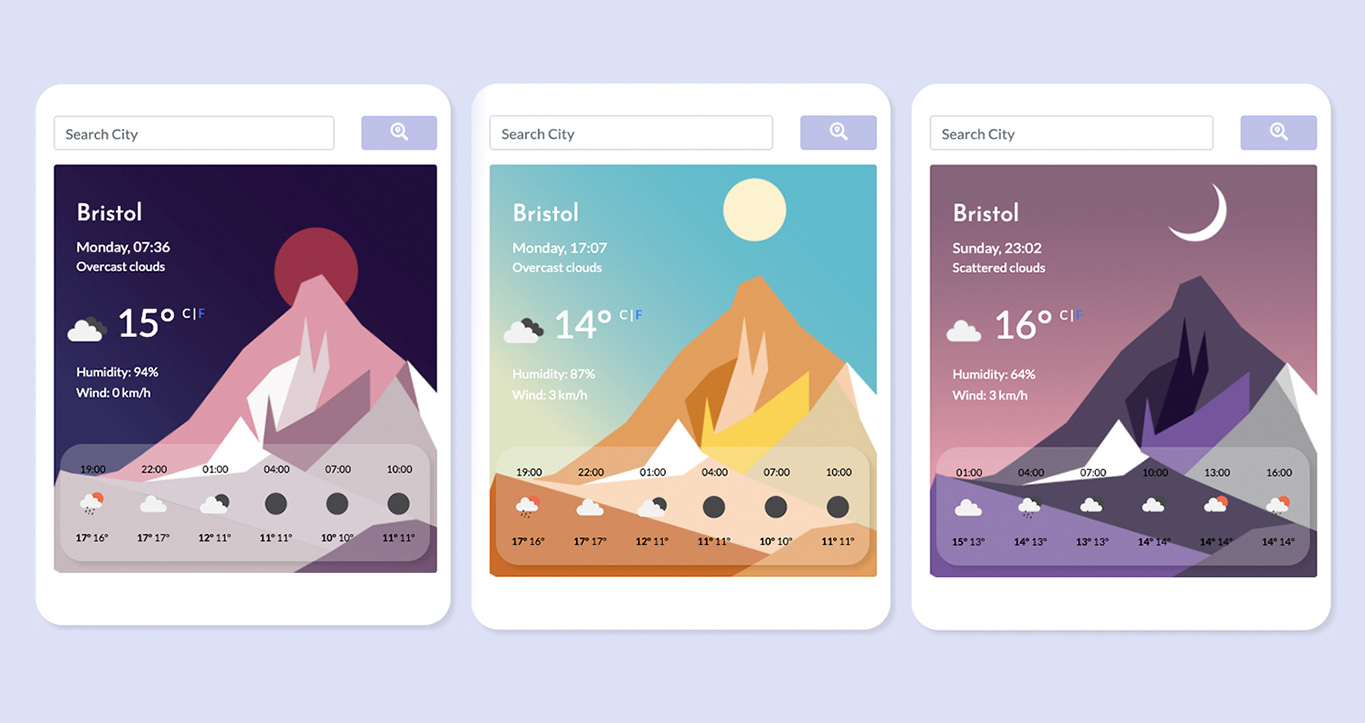 Search City
Bristol
Monday, 07:36
Overcast clouds
15° C|F
Humidity: 94%
Wind: 0 km/h
19:00 22:00 01:00 04:00 07:00 10:00
17° 16° 17° 17° 12° 11° 11° 11° 10° 10° 11° 11°
Search City
Bristol
Monday, 17:07
Overcast clouds
14° C|F
Humidity: 87%
Wind: 3 km/h
19:00 22:00 01:00 04:00 07:00 10:00
17° 16° 17° 17° 12° 11° 11° 11° 10° 10° 11° 11°
Search City
Bristol
Sunday, 23:02
Scattered clouds
16° C|F
Humidity: 64%
Wind: 3 km/h
01:00 04:00 07:00 10:00 13:00 16:00
15° 13° 14° 13° 13° 13° 14° 14° 14° 14° 14° 14°